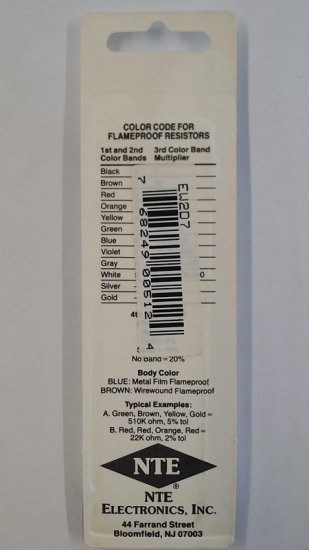 COLOR CODE FOR
FLAMEPROOF RESISTORS
1st and 2nd 3rd Color Band
Color Bands Multiplier
Black
Brown
Red
Orange
Yellow
Green
Blue
Violet
Gray
White 0
Silver
Gold
EW2D7
7 68249 00512 4
4t
No Band = 20%
Body Color
BLUE: Metal Film Flameproof
BROWN: Wirewound Flameproof
Typical Examples:
A. Green, Brown, Yellow, Gold =
510K ohm, 5% tol
B. Red, Red, Orange, Red =
22K ohm, 2% tol
NTE
®
NTE
ELECTRONICS, INC.
44 Farrand Street
Bloomfield, NJ 07003